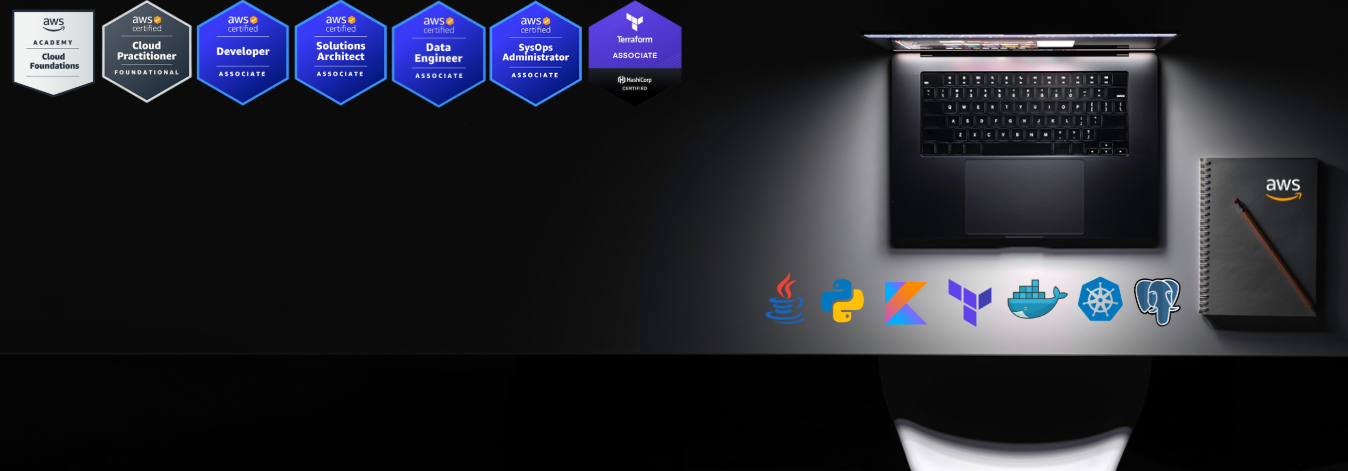 aws
ACADEMY
Cloud
Foundations
aws
certified
Cloud
Practitioner
FOUNDATIONAL
aws
certified
Developer
ASSOCIATE
aws
certified
Solutions
Architect
ASSOCIATE
aws
certified
Data
Engineer
ASSOCIATE
aws
certified
SysOps
Administrator
ASSOCIATE
Terraform
ASSOCIATE
HashiCorp
CERTIFIED
Q W E R T Y U I O P
A S D F G H J K L
Z X C V B N M
aws